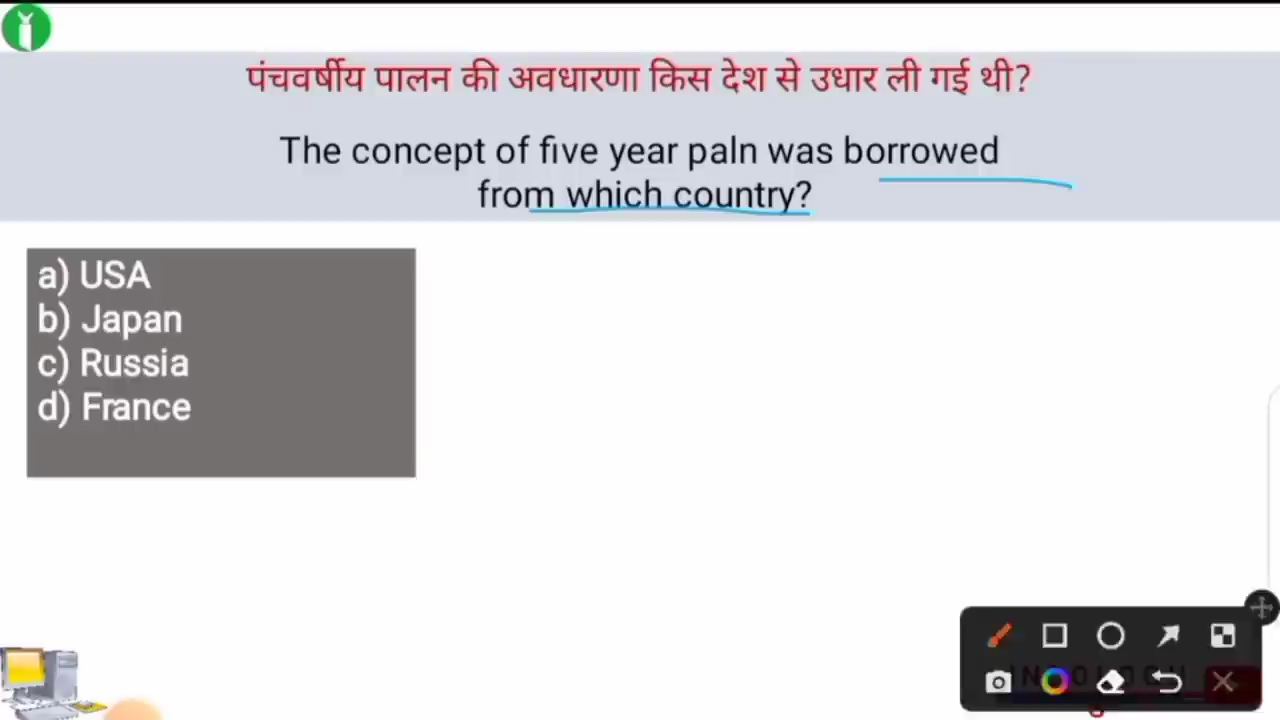 पंचवर्षीय पालन की अवधारणा किस देश से उधार ली गई थी?
The concept of five year paln was borrowed
from which country?
a) USA
b) Japan
c) Russia
d) France